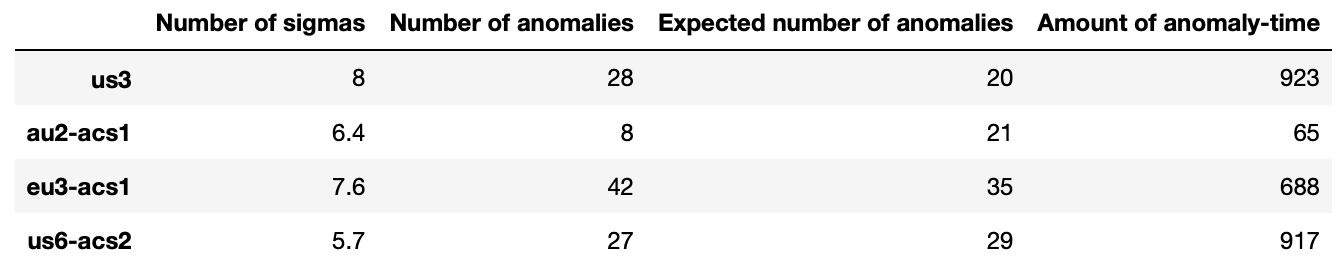 Number of sigmas Number of anomalies Expected number of anomalies Amount of anomaly-time
us3 8 28 20 923
au2-acs1 6.4 8 21 65
eu3-acs1 7.6 42 35 688
us6-acs2 5.7 27 29 917